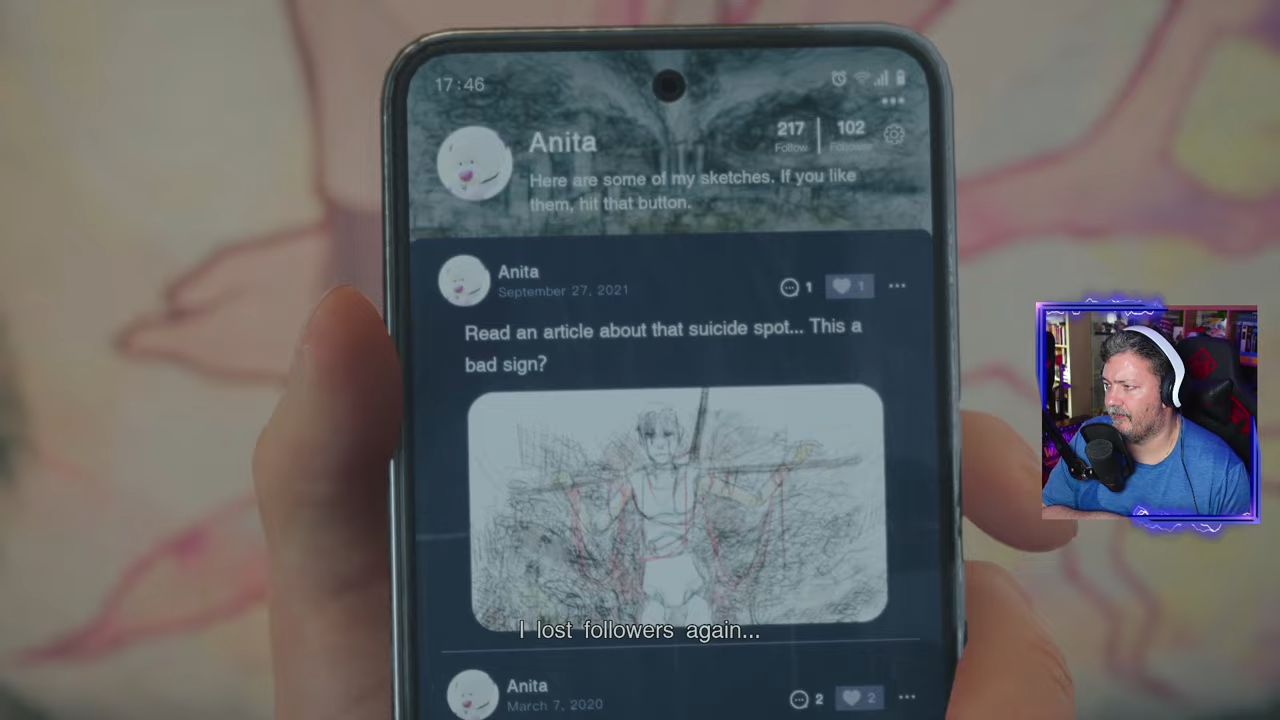 17:46
Anita
217
102
Follow
Follower
Here are some of my sketches. If you like
them, hit that button.
Anita
1
1
September 27, 2021
Read an article about that suicide spot... This a
bad sign?
I lost followers again...
Anita
2
2
March 7, 2020